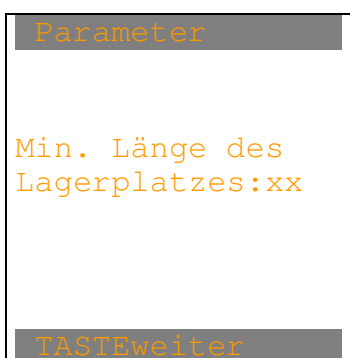 Parameter
Min. Länge des
Lagerplatzes:xx
TASTEweiter